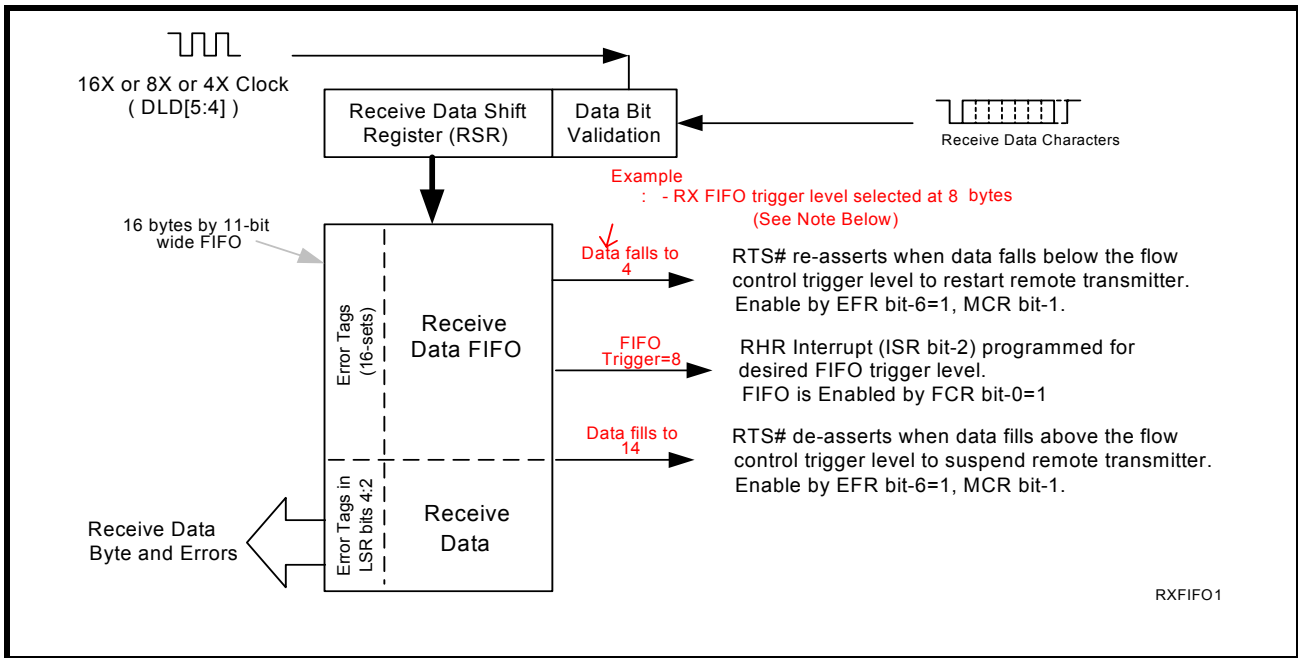 16X or 8X or 4X Clock
( DLD[5:4] )
Receive Data Shift
Register (RSR)
Data Bit
Validation
Receive Data Characters
Example
: - RX FIFO trigger level selected at 8 bytes
(See Note Below)
16 bytes by 11-bit
wide FIFO
Data falls to
4
RTS# re-asserts when data falls below the flow
control trigger level to restart remote transmitter.
Enable by EFR bit-6=1, MCR bit-1.
Error Tags
(16-sets)
Receive
Data FIFO
FIFO
Trigger=8
RHR Interrupt (ISR bit-2) programmed for
desired FIFO trigger level.
FIFO is Enabled by FCR bit-0=1
Data fills to
14
RTS# de-asserts when data fills above the flow
control trigger level to suspend remote transmitter.
Enable by EFR bit-6=1, MCR bit-1.
Error Tags in
LSR bits 4:2
Receive
Data
Receive Data
Byte and Errors
RXFIFO1